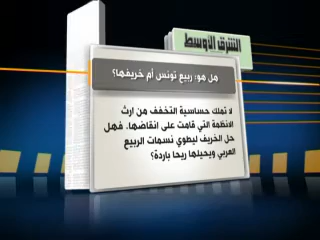 الشرق الأوسط
هل هو: ربيع تونس أم خريفها؟
لا تملك حساسية التخفف من ارث
الانظمة التي قامت على انقاضها. فهل
حل الخريف ليطوي نسمات الربيع
العربي ويحيلها ريحا باردة؟